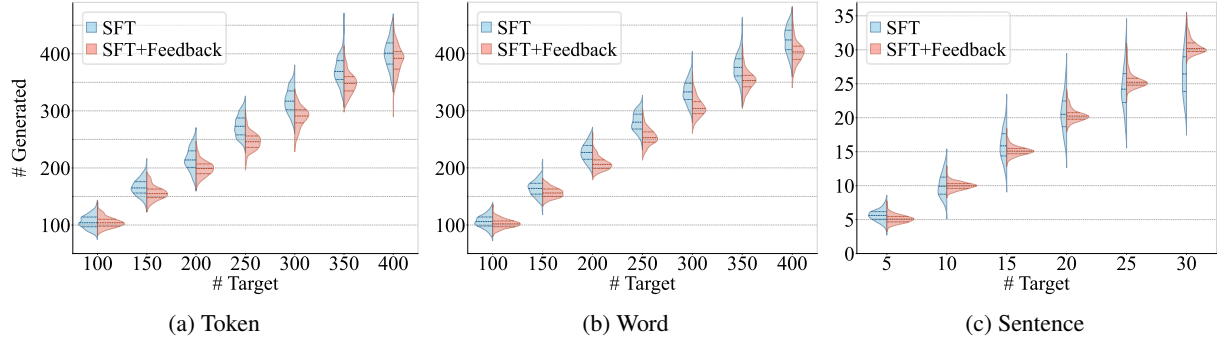 SFT
SFT+Feedback
# Generated
400
300
200
100
100 150 200 250 300 350 400
# Target
(a) Token
SFT
SFT+Feedback
400
300
200
100
100 150 200 250 300 350 400
# Target
(b) Word
SFT
SFT+Feedback
35
30
25
20
15
10
5
0
5 10 15 20 25 30
# Target
(c) Sentence